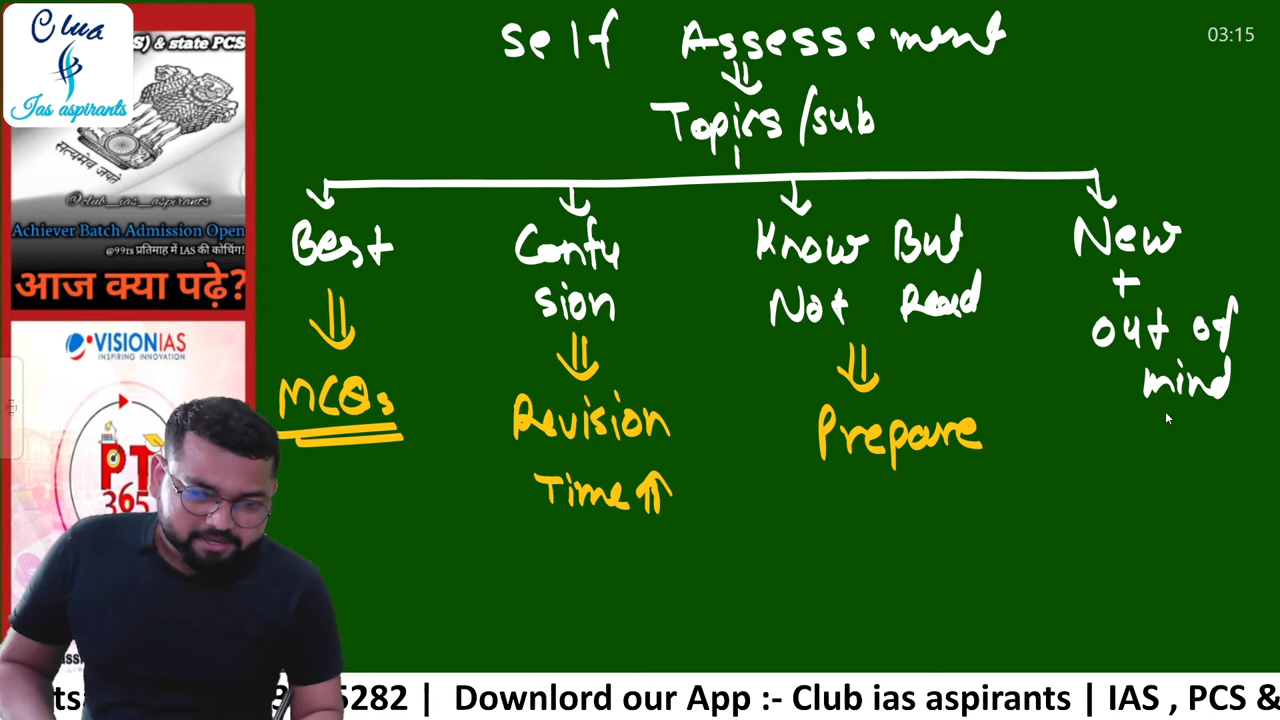 Clua
Ias aspirants
S) & state PCS
सत्यमेव जयते
@club_ias_aspirants
Achiever Batch Admission Open
@99rs प्रतिमाह में IAS की कोचिंग!
आज क्या पढ़े?
VISIONIAS
INSPIRING INNOVATION
PT
365
03:15
Self Assessement
Topics/sub
Best
Confu
sion
Know But
Not Read
New
+
out of
mind
MCQs
Revision
Time
Prepare
5282 | Downlord our App :- Club ias aspirants | IAS , PCS &